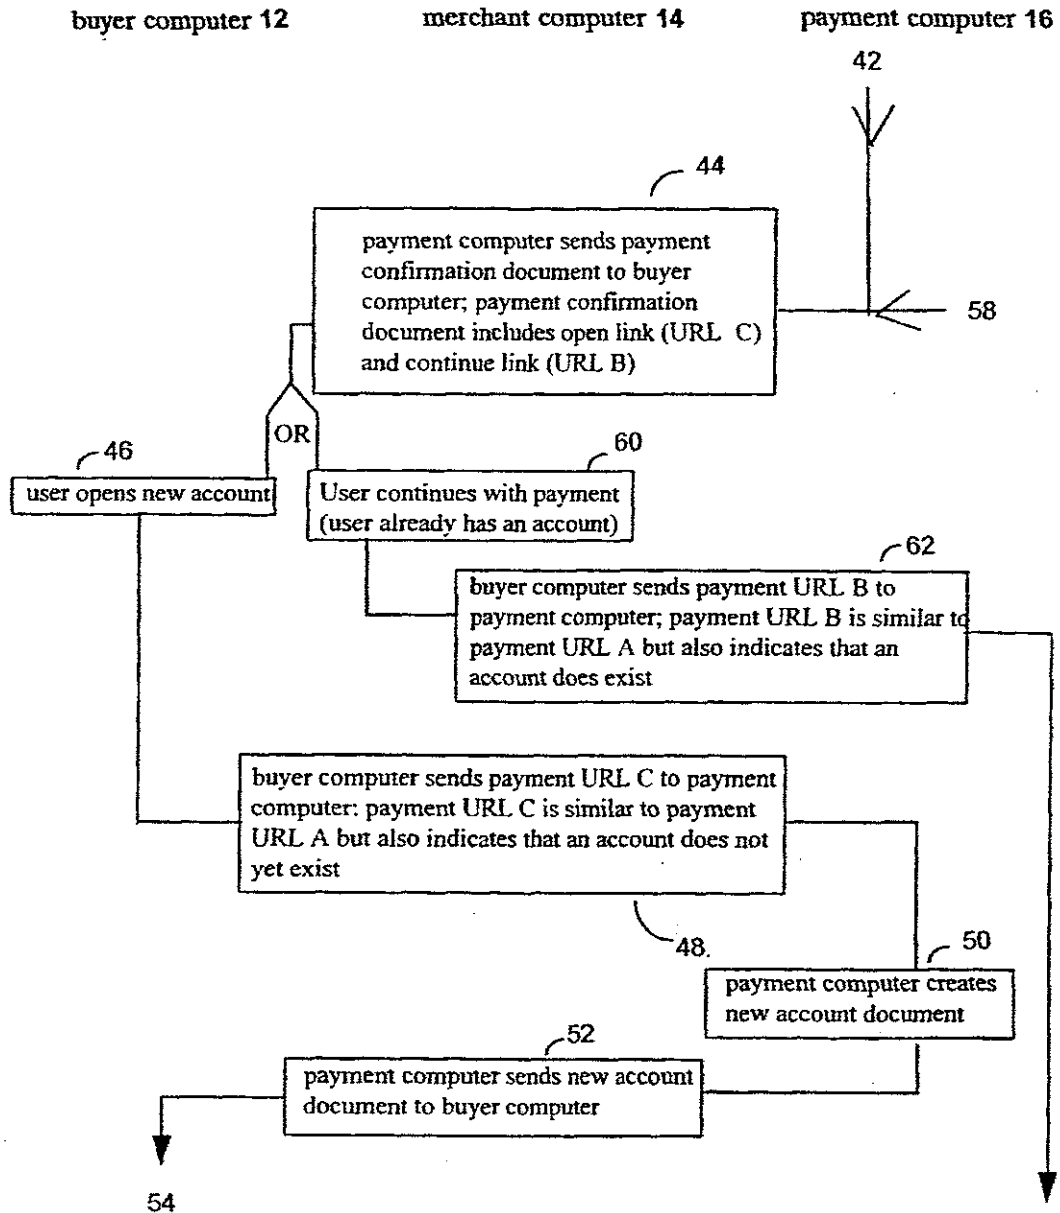 buyer computer 12 merchant computer 14 payment computer 16
42
44
payment computer sends payment
confirmation document to buyer
computer; payment confirmation
document includes open link (URL C)
and continue link (URL B)
58
OR
46
user opens new account
60
User continues with payment
(user already has an account)
62
buyer computer sends payment URL B to
payment computer; payment URL B is similar to
payment URL A but also indicates that an
account does exist
buyer computer sends payment URL C to payment
computer: payment URL C is similar to payment
URL A but also indicates that an account does not
yet exist
48.
50
payment computer creates
new account document
52
payment computer sends new account
document to buyer computer
54